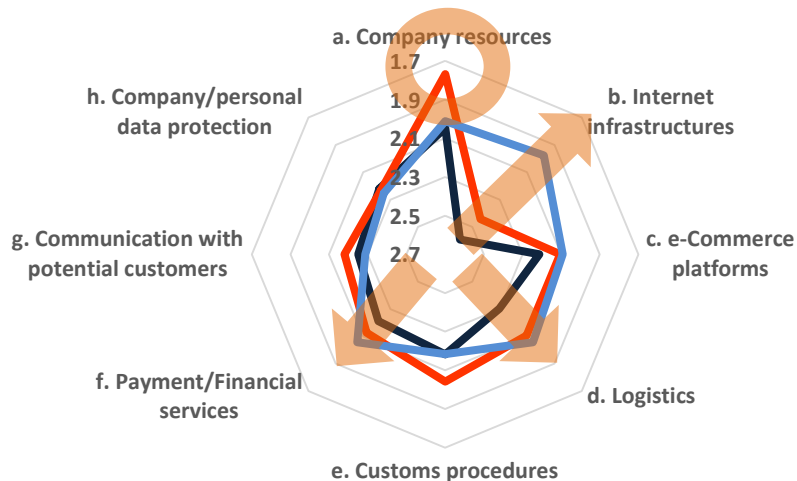 a. Company resources
1.7
1.9
2.1
2.3
2.5
2.7
b. Internet
infrastructures
c. e-Commerce
platforms
d. Logistics
e. Customs procedures
f. Payment/Financial
services
g. Communication with
potential customers
h. Company/personal
data protection